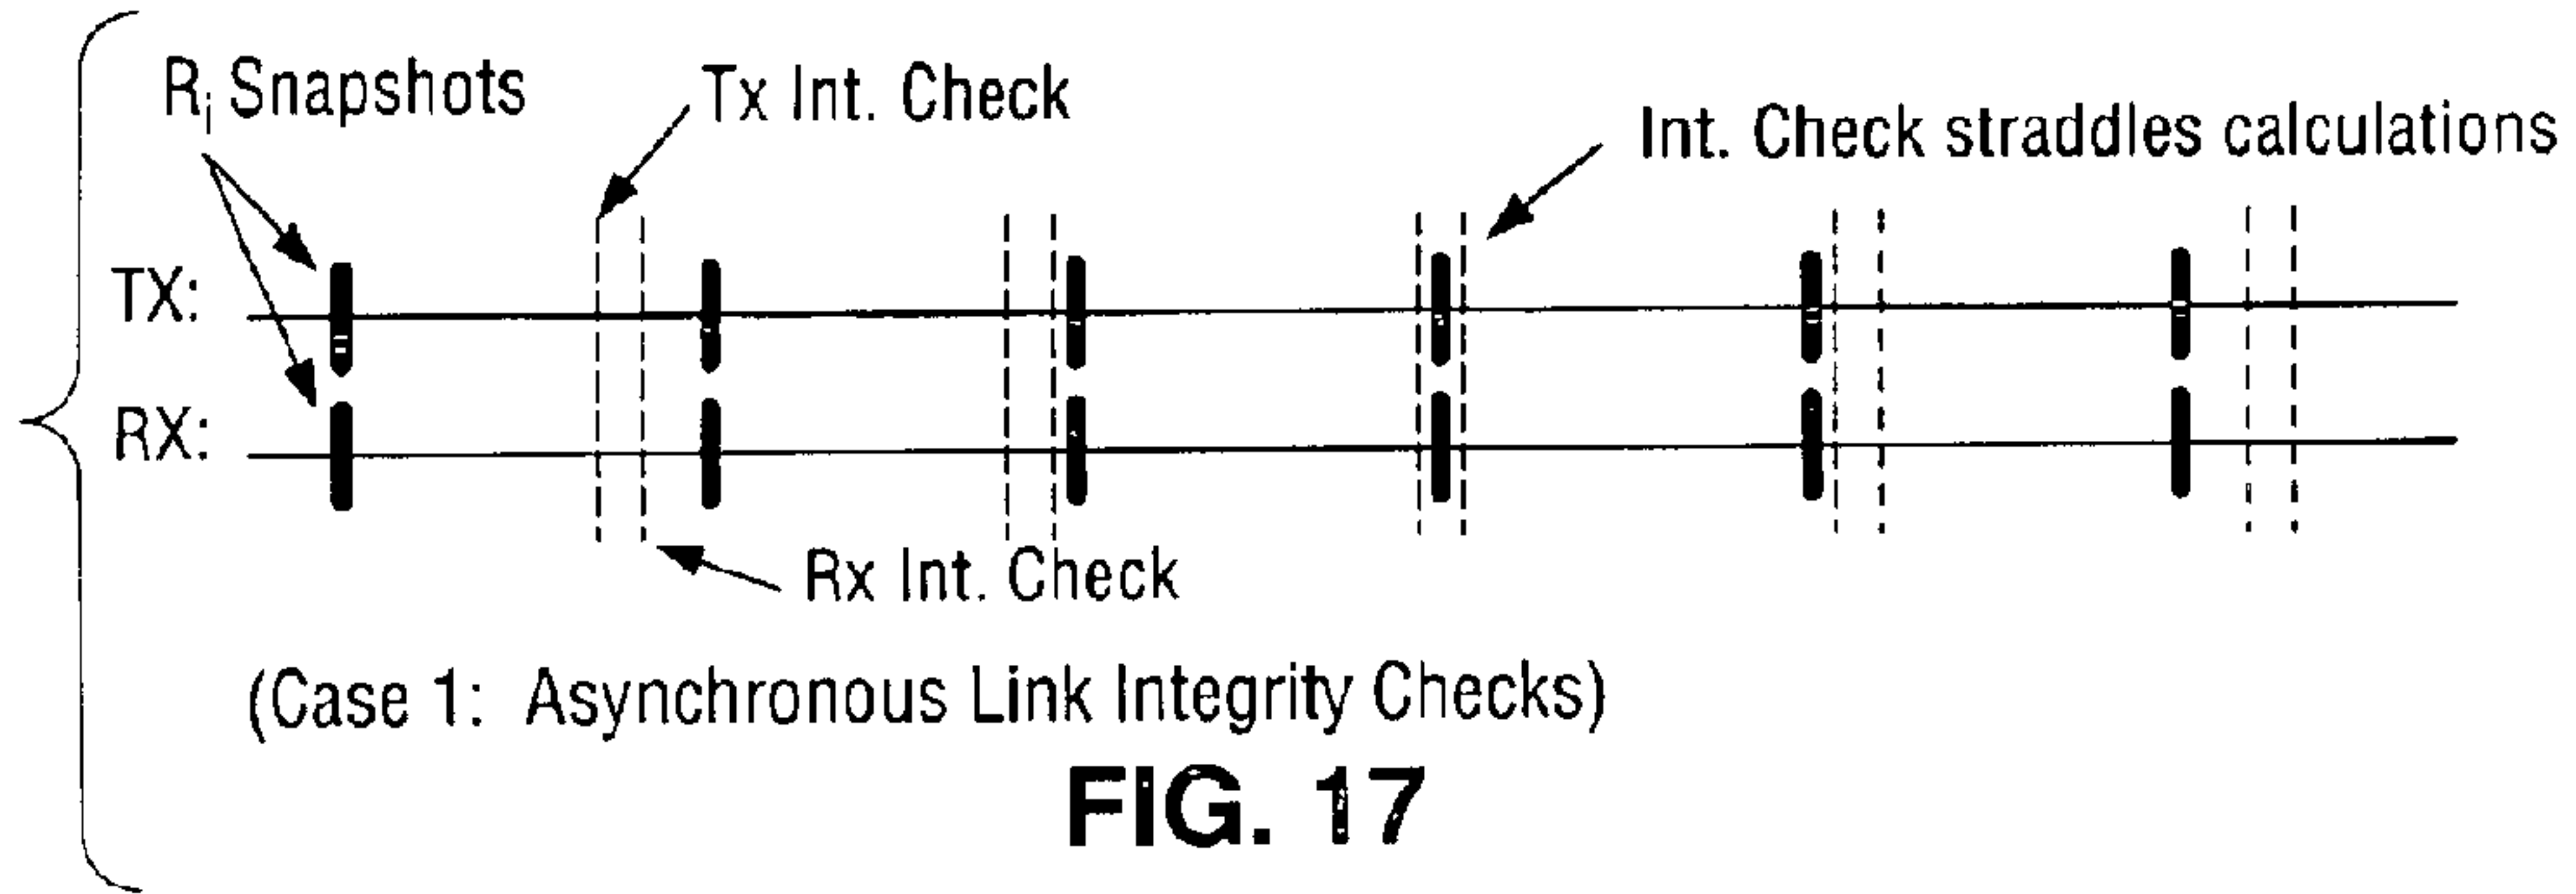 Ri Snapshots
Tx Int. Check
Int. Check straddles calculations
TX:
RX:
Rx Int. Check
(Case 1: Asynchronous Link Integrity Checks)
FIG. 17